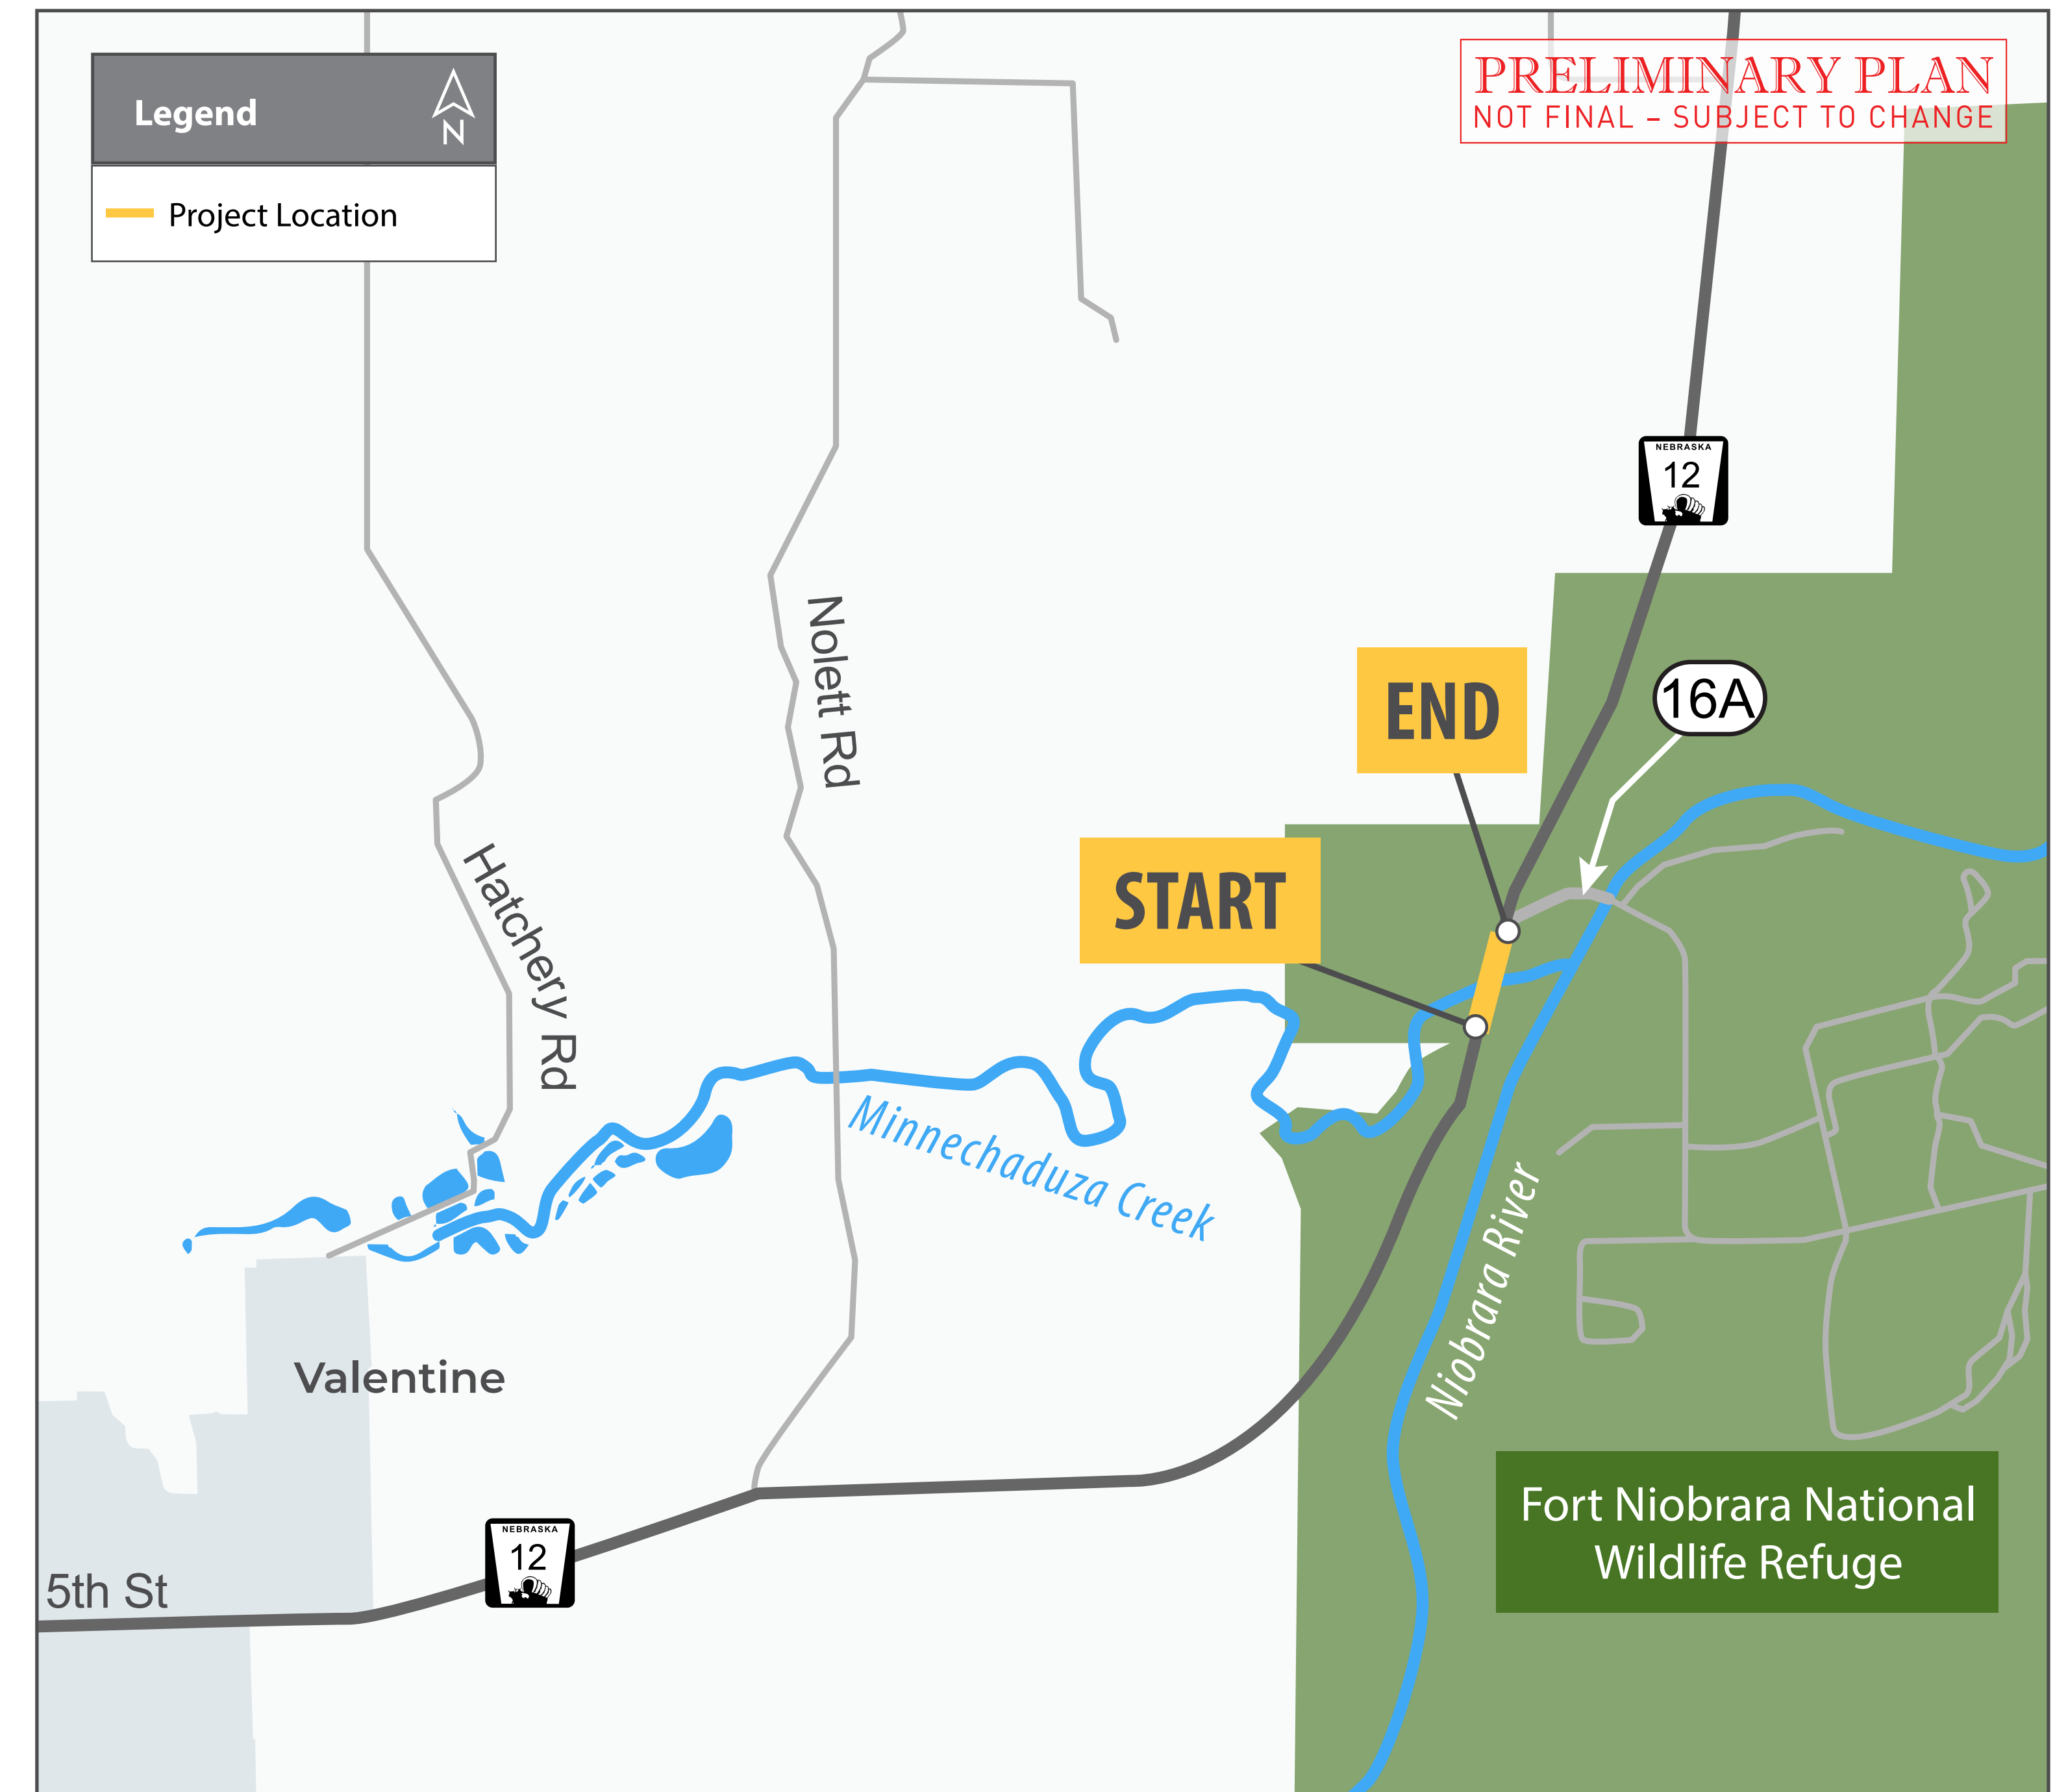 Legend
N
Project Location
PRELIMINARY PLAN
NOT FINAL – SUBJECT TO CHANGE
NEBRASKA
12
Nolett Rd
END
16A
START
Hatchery Rd
Minnechaduza Creek
Niobrara River
Valentine
Fort Niobrara National
Wildlife Refuge
NEBRASKA
12
5th St